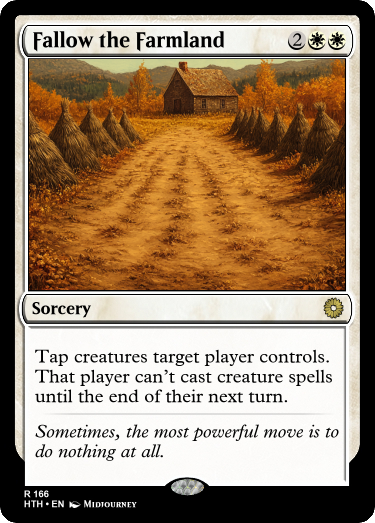 Fallow the Farmland 2
Sorcery
Tap creatures target player controls.
That player can't cast creature spells
until the end of their next turn.
Sometimes, the most powerful move is to
do nothing at all.
R 166
HTH • EN Midjourney